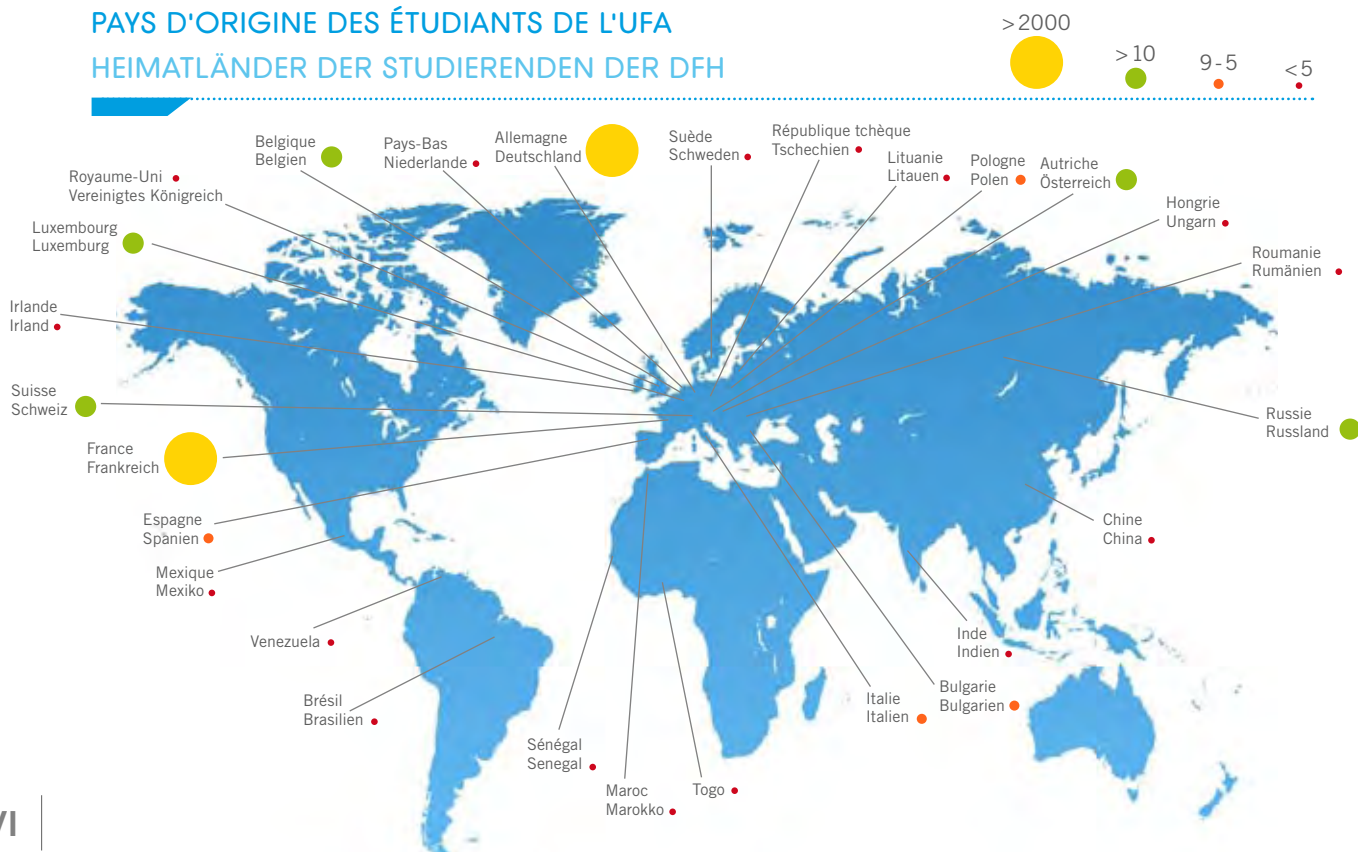 PAYS D'ORIGINE DES ÉTUDIANTS DE L'UFA
HEIMATLÄNDER DER STUDIERENDEN DER DFH
>2000
>10
9-5
<5
Belgique
Belgien
Pays-Bas
Niederlande
Allemagne
Deutschland
Suède
Schweden
République tchèque
Tschechien
Lituanie
Litauen
Pologne
Polen
Autriche
Österreich
Royaume-Uni
Vereinigtes Königreich
Hongrie
Ungarn
Luxembourg
Luxemburg
Roumanie
Rumänien
Irlande
Irland
Suisse
Schweiz
Russie
Russland
France
Frankreich
Espagne
Spanien
Chine
China
Mexique
Mexiko
Venezuela
Inde
Indien
Brésil
Brasilien
Italie
Italien
Bulgarie
Bulgarien
Sénégal
Senegal
Maroc
Marokko
Togo
VI